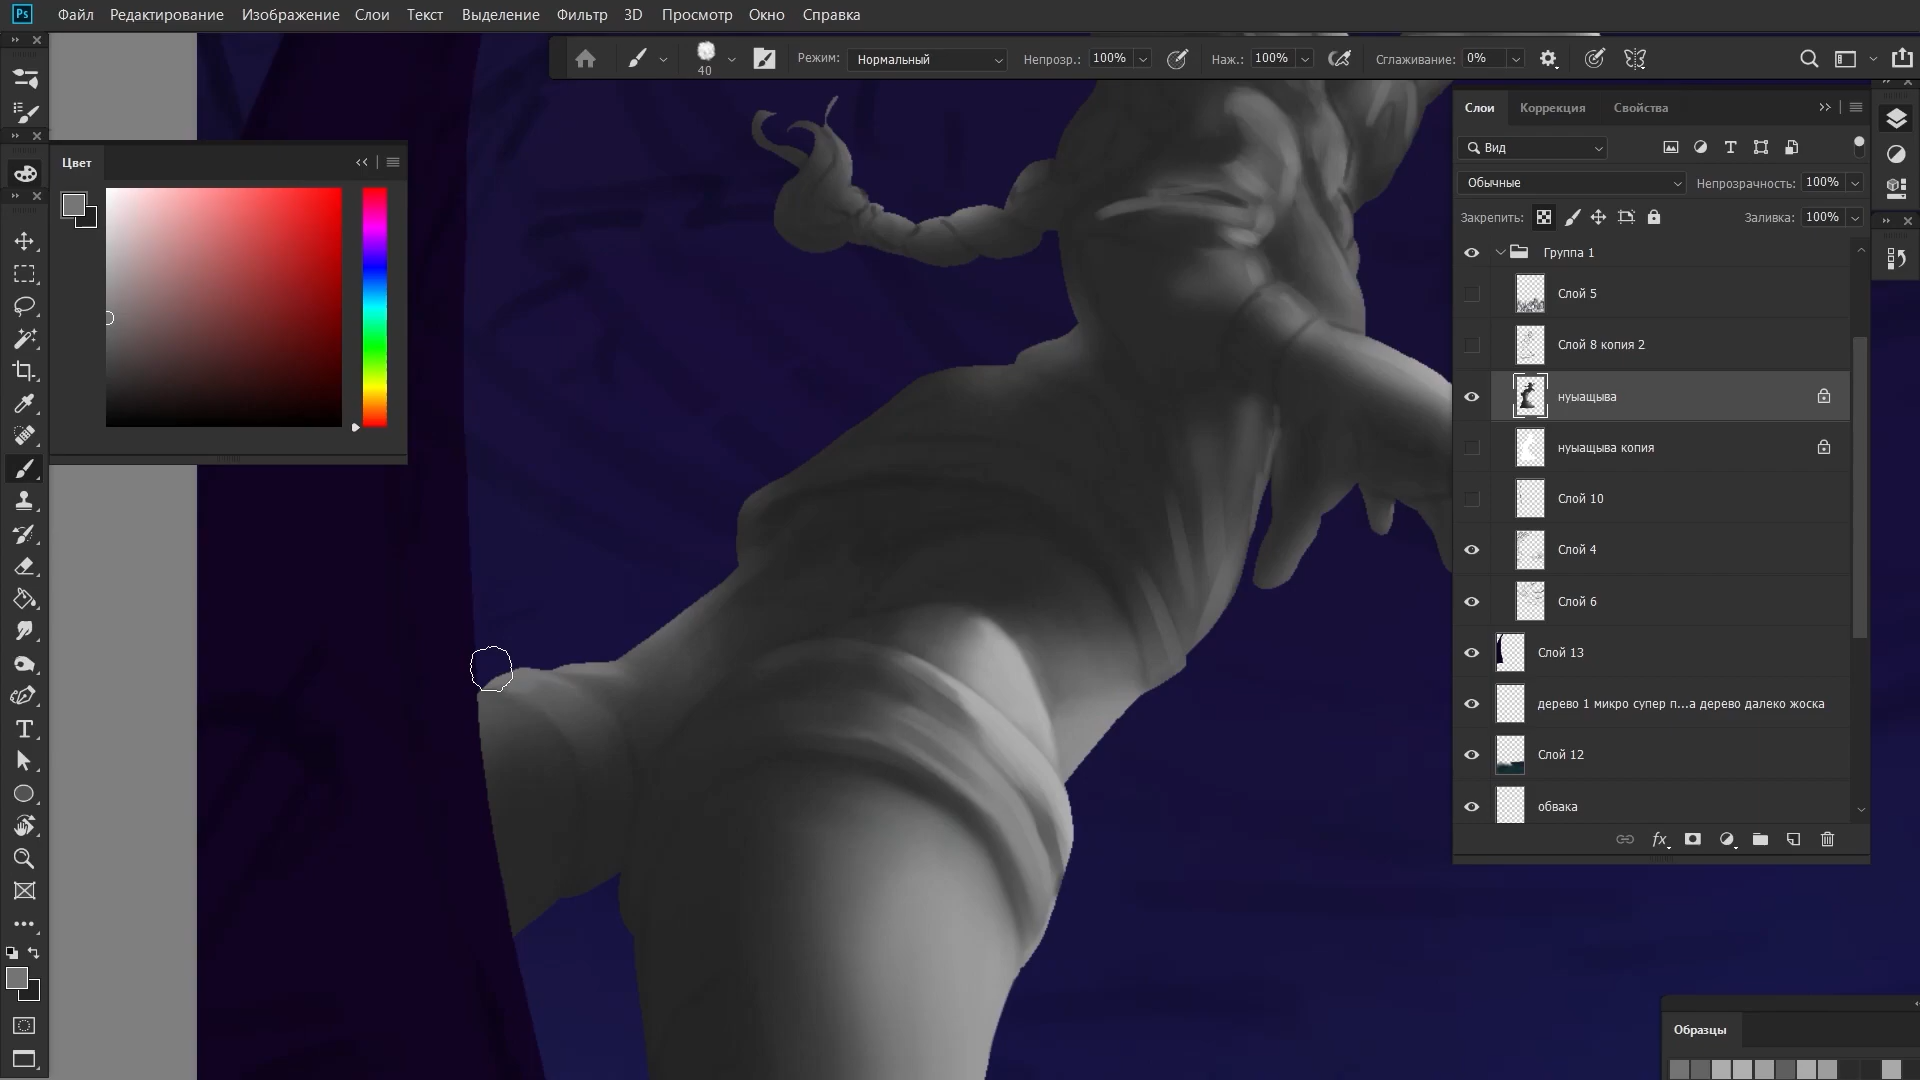 Ps Файл Редактирование Изображение Слои Текст Выделение Фильтр 3D Просмотр Окно Справка
40 Режим: Нормальный Непрозр.: 100% Наж.: 100% Сглаживание: 0%
Цвет
Слои Коррекция Свойства
Вид
Обычные Непрозрачность: 100%
Закрепить: Заливка: 100%
Группа 1
Слой 5
Слой 8 копия 2
нуыащыва
нуыащыва копия
Слой 10
Слой 4
Слой 6
Слой 13
дерево 1 микро супер п...а дерево далеко жоска
Слой 12
обвака
fx
Образцы